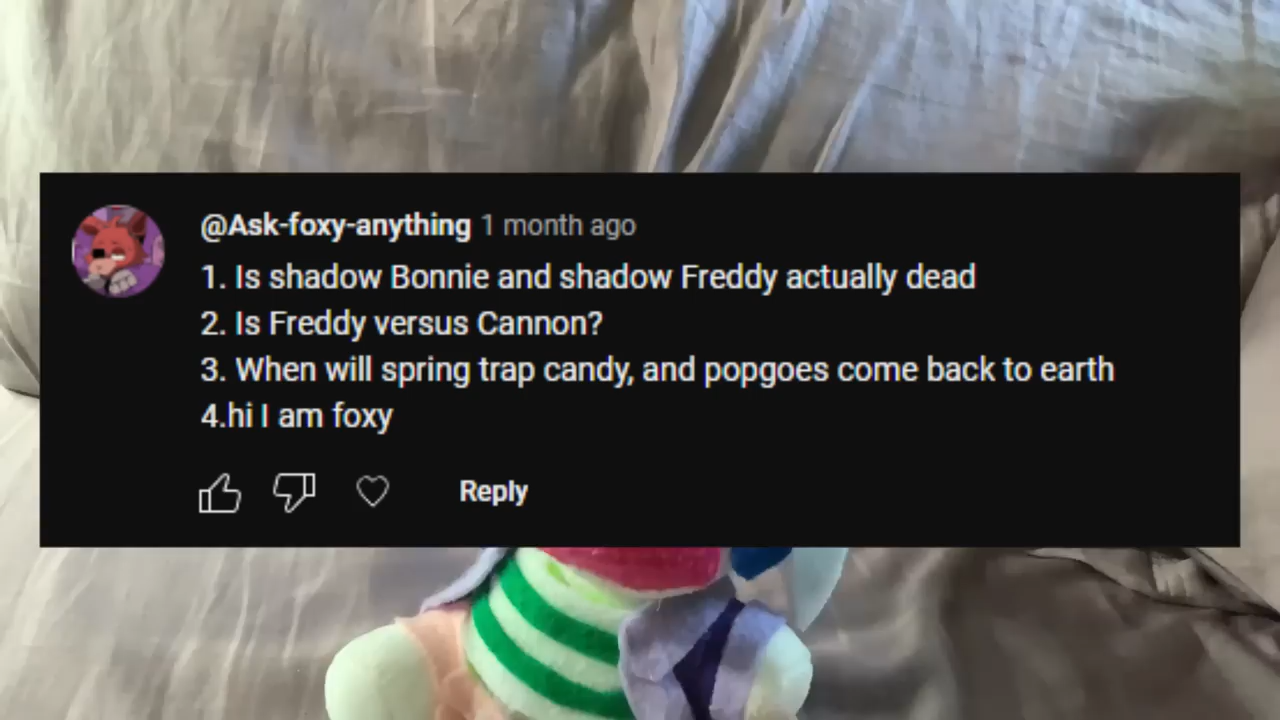 @Ask-foxy-anything 1 month ago
1. Is shadow Bonnie and shadow Freddy actually dead
2. Is Freddy versus Cannon?
3. When will spring trap candy, and popgoes come back to earth
4.hi I am foxy
Reply